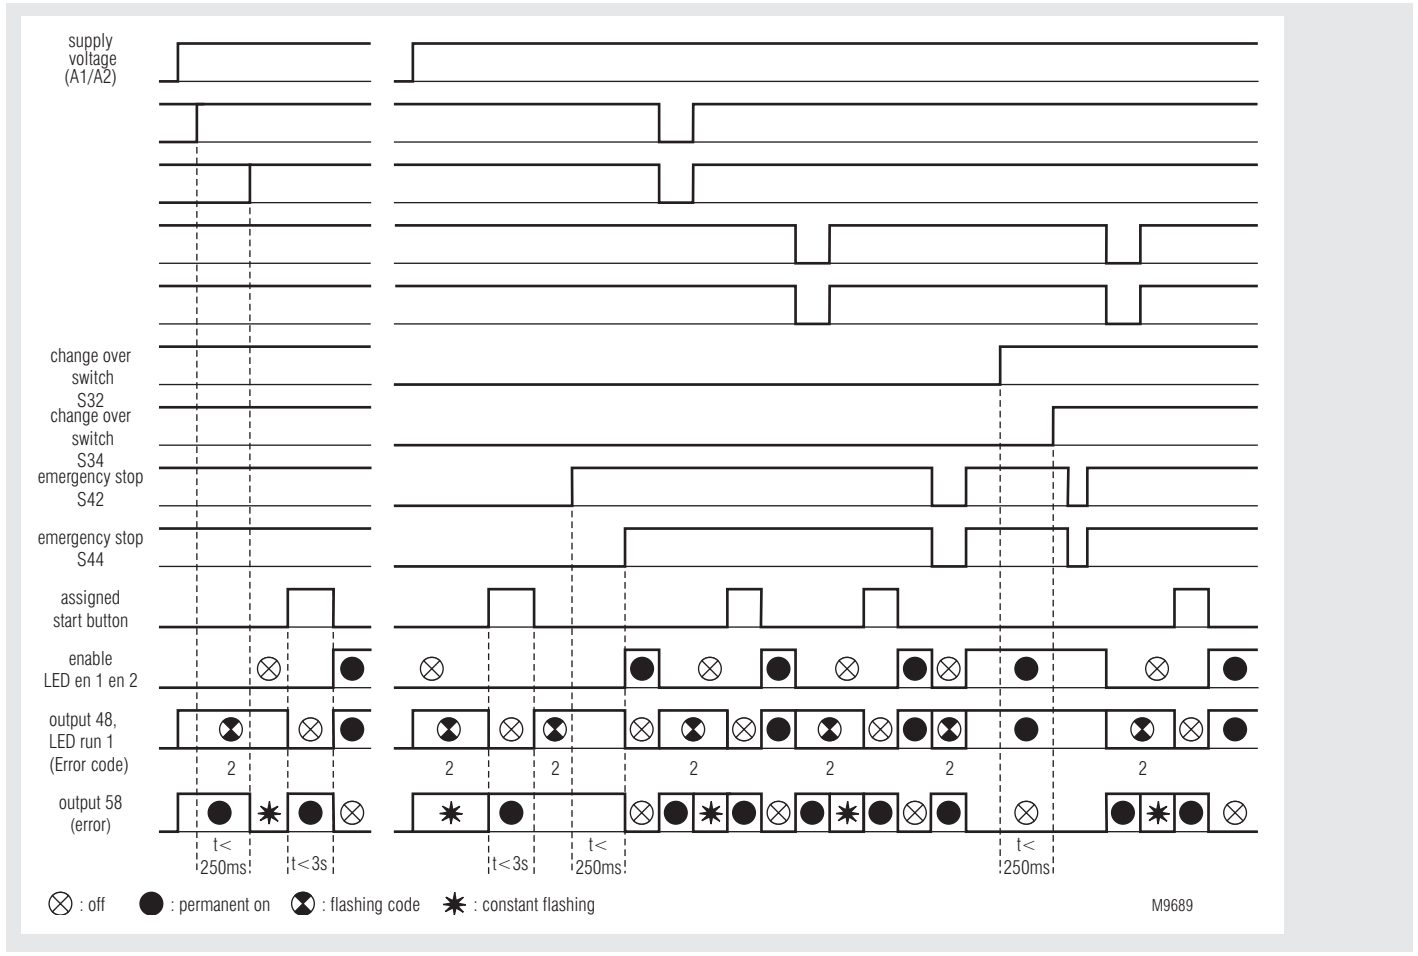 supply
voltage
(A1/A2)
change over
switch
S32
change over
switch
S34
emergency stop
S42
emergency stop
S44
assigned
start button
enable
LED en 1 en 2
output 48,
LED run 1
(Error code)
2 2 2 2 2 2 2
output 58
(error)
t< t< t<
250ms t<3s t<3s 250ms 250ms
: off : permanent on : flashing code : constant flashing
M9689